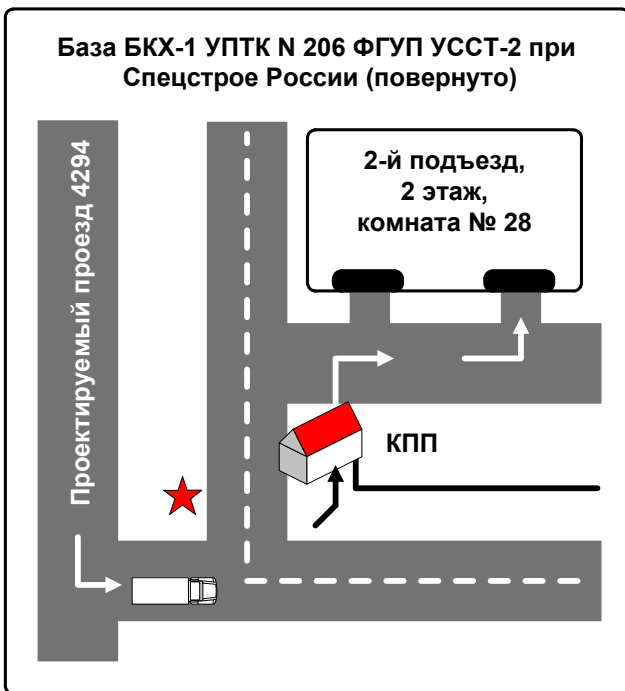 База БКХ-1 УПТК N 206 ФГУП УССТ-2 при
Спецстрое России (повернуто)
Проектируемый проезд 4294
2-й подъезд,
2 этаж,
комната № 28
КПП